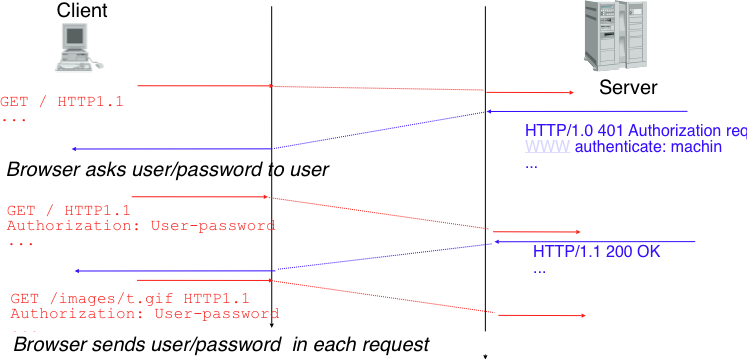 Client
Server
GET / HTTP1.1
...
HTTP/1.0 401 Authorization req
WWW authenticate: machin
...
Browser asks user/password to user
GET / HTTP1.1
Authorization: User-password
...
HTTP/1.1 200 OK
...
GET /images/t.gif HTTP1.1
Authorization: User-password
...
Browser sends user/password in each request